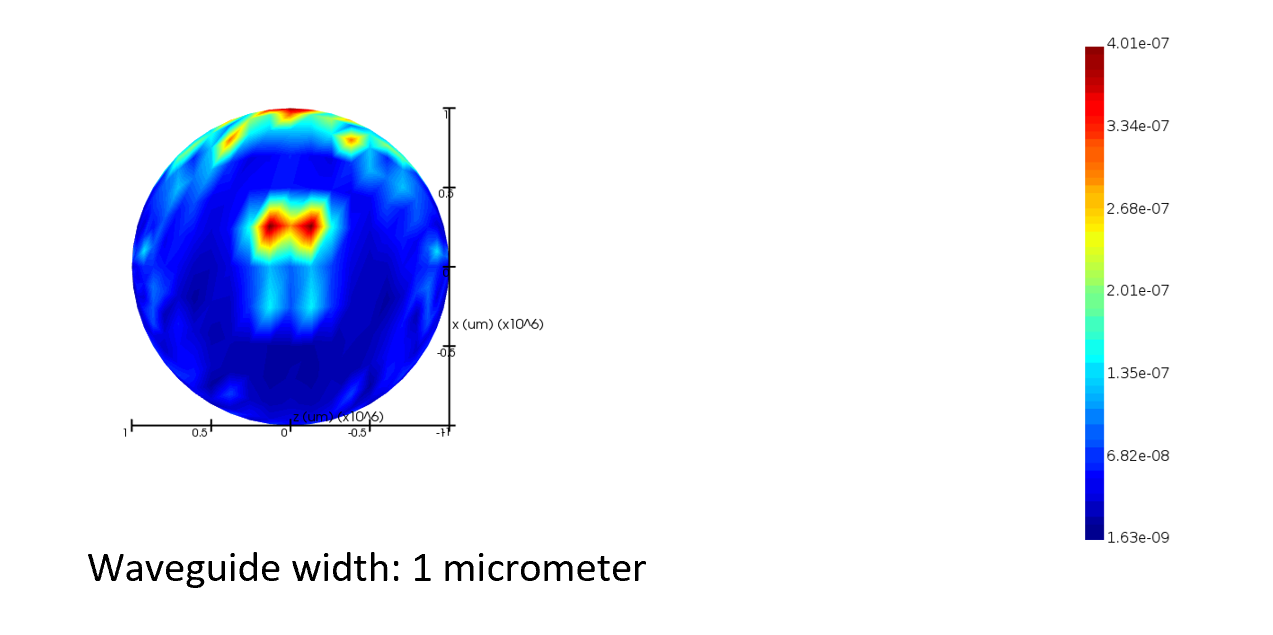 4.01e-07
1
3.34e-07
0.5
2.68e-07
2.01e-07
x (um) (x10^6)
-0.5
1.35e-07
z (um) (x10^6)
1 0.5 0 -0.5 -1
6.82e-08
1.63e-09
Waveguide width: 1 micrometer